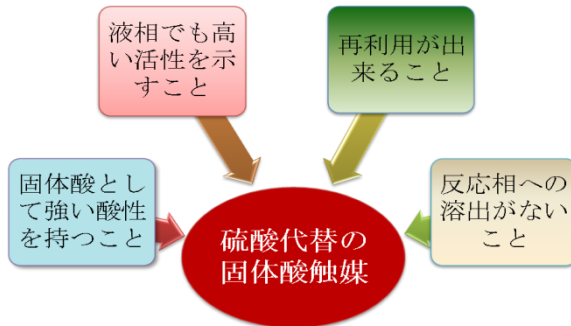 液相でも高
い活性を示
すこと
再利用が出
来ること
固体酸とし
て強い酸性
を持つこと
反応相への
溶出がない
こと
硫酸代替の
固体酸触媒